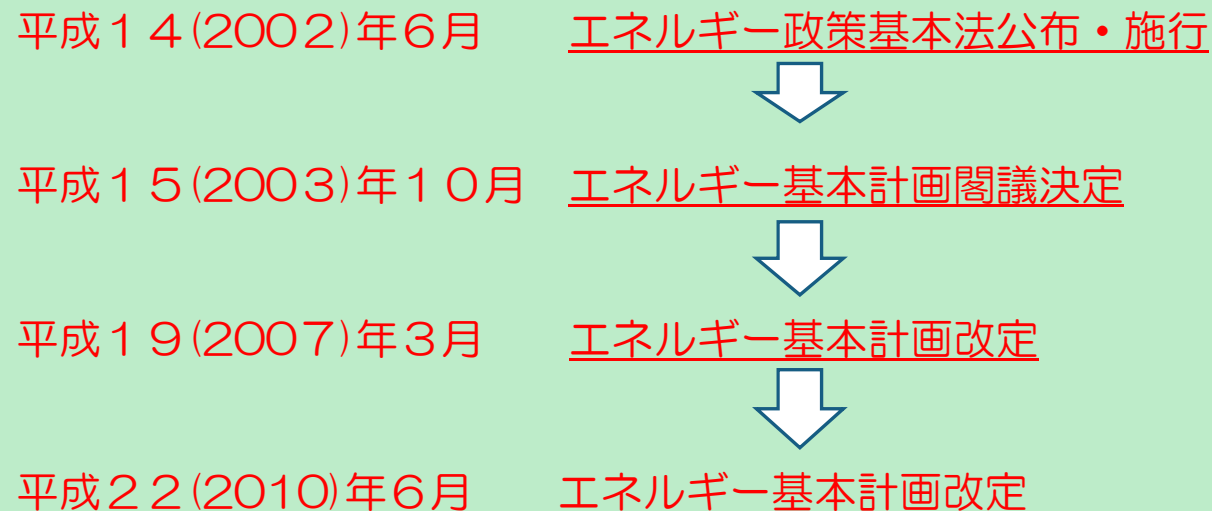 平成１４(2002)年６月　エネルギー政策基本法公布・施行
平成１５(2003)年１０月　エネルギー基本計画閣議決定
平成１９(2007)年３月　エネルギー基本計画改定
平成２２(2010)年６月　エネルギー基本計画改定